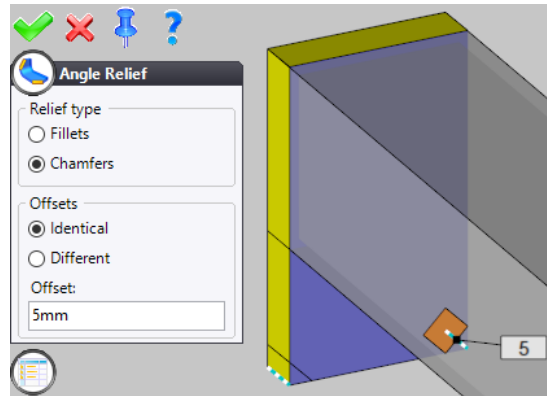 ?
Angle Relief
Relief type
Fillets
Chamfers
Offsets
Identical
Different
Offset:
5mm
5